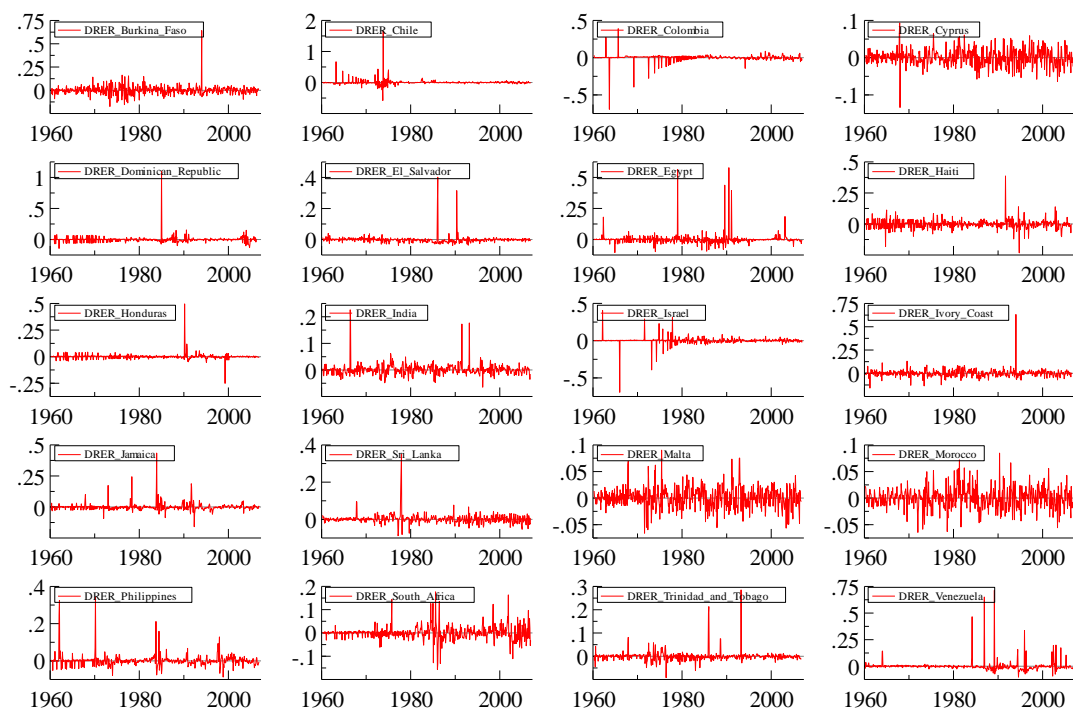 .75 DRER_Burkina_Faso
.25
0
1960 1980 2000
2 DRER_Chile
1
0
1960 1980 2000
DRER_Colombia
0
-.5
1960 1980 2000
.1 DRER_Cyprus
0
-.1
1960 1980 2000
DRER_Dominican_Republic
1
.5
0
1960 1980 2000
.4 DRER_El_Salvador
.2
0
1960 1980 2000
.5 DRER_Egypt
.25
0
1960 1980 2000
.5 DRER_Haiti
.25
0
1960 1980 2000
.5 DRER_Honduras
.25
0
-.25
1960 1980 2000
DRER_India
.2
.1
0
1960 1980 2000
.5 DRER_Israel
0
-.5
1960 1980 2000
.75 DRER_Ivory_Coast
.25
0
1960 1980 2000
.5 DRER_Jamaica
.25
0
1960 1980 2000
.4 DRER_Sri_Lanka
.2
0
1960 1980 2000
.1 DRER_Malta
.05
0
-.05
1960 1980 2000
.1 DRER_Morocco
.05
0
-.05
1960 1980 2000
.4 DRER_Philippines
.2
0
1960 1980 2000
.2 DRER_South_Africa
.1
0
-.1
1960 1980 2000
.3 DRER_Trinidad_and_Tobago
.2
.1
0
1960 1980 2000
.75 DRER_Venezuela
.5
.25
0
1960 1980 2000